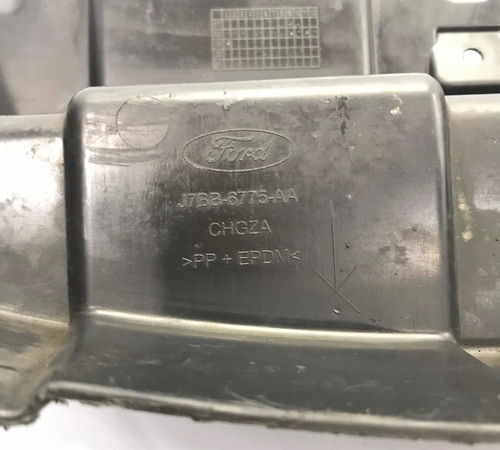 Ford
J7BB-6775-AA
CHGZA
>PP + EPDM<